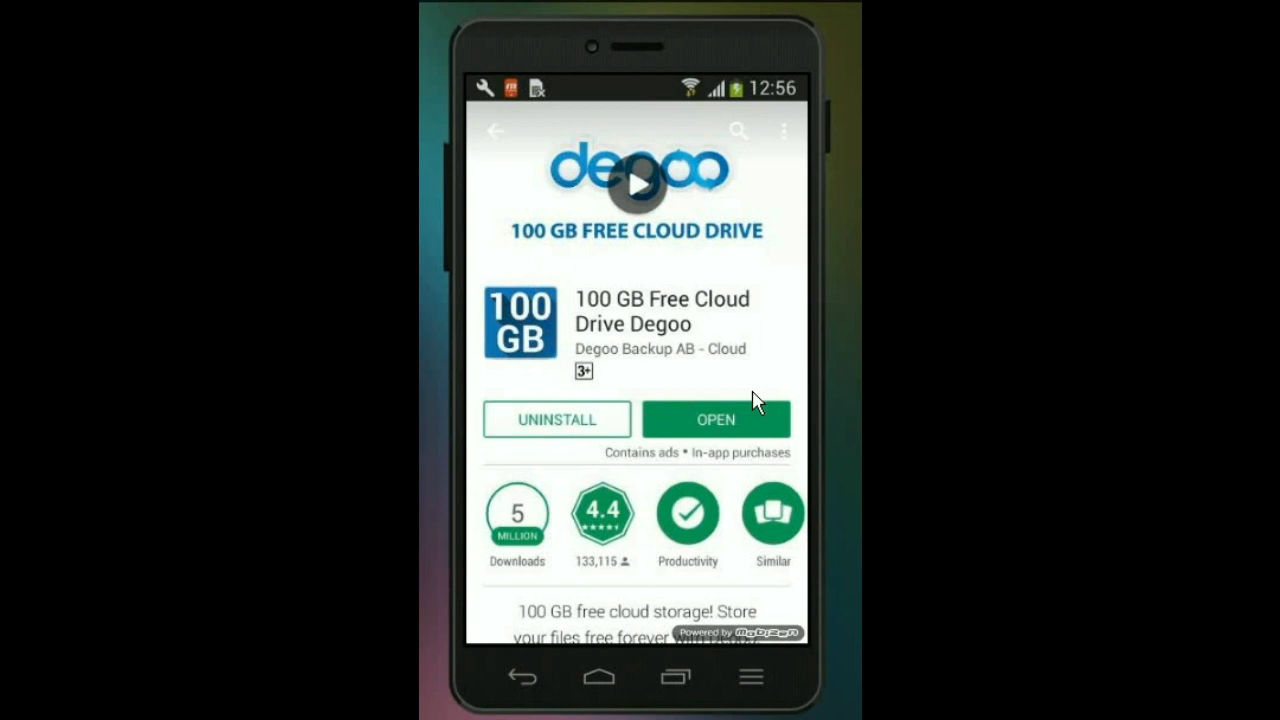 12:56
degoo
100 GB FREE CLOUD DRIVE
100
GB
100 GB Free Cloud
Drive Degoo
Degoo Backup AB - Cloud
3+
UNINSTALL
OPEN
Contains ads • In-app purchases
5
MILLION
4.4
Downloads
133,115
Productivity
Similar
100 GB free cloud storage! Store
your files free forever
Powered by Mobizen